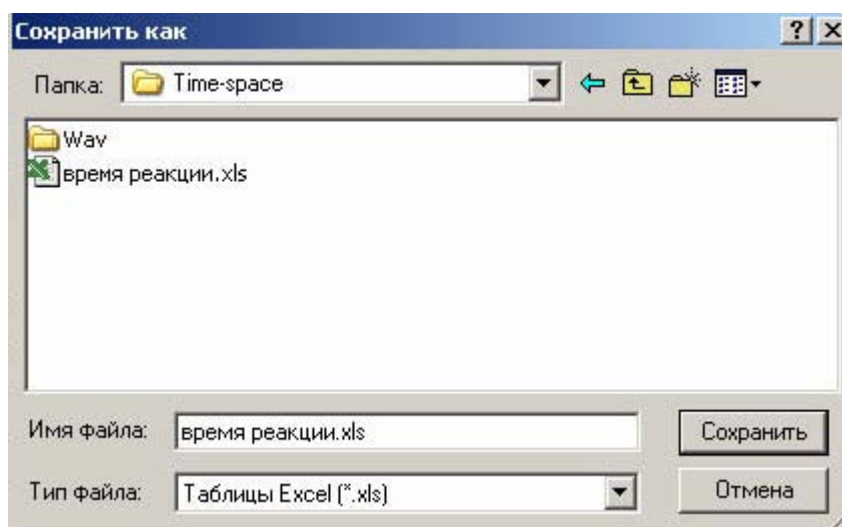 Сохранить как
Папка: Time-space
Wav
время реакции.xls
Имя файла: время реакции.xls Сохранить
Тип файла: Таблицы Excel (*.xls) Отмена